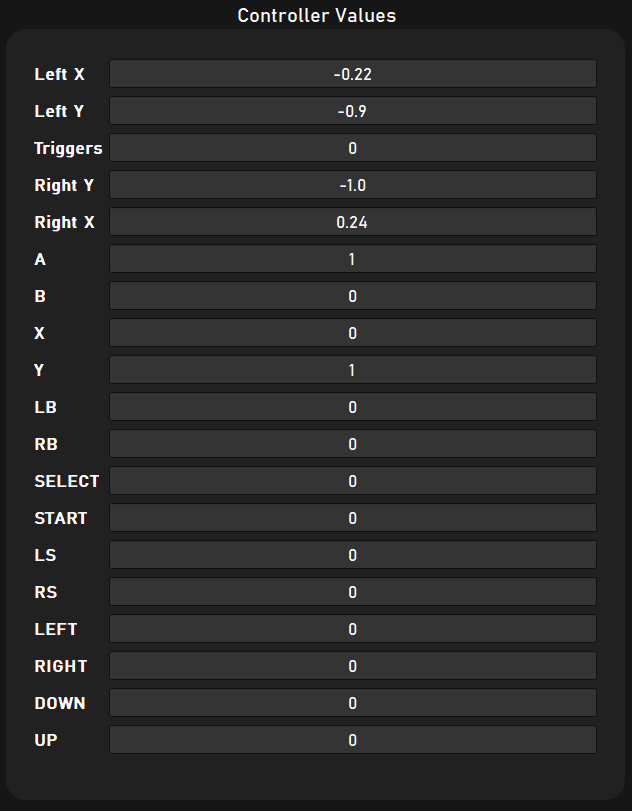 Controller Values
Left X -0.22
Left Y -0.9
Triggers 0
Right Y -1.0
Right X 0.24
A 1
B 0
X 0
Y 1
LB 0
RB 0
SELECT 0
START 0
LS 0
RS 0
LEFT 0
RIGHT 0
DOWN 0
UP 0